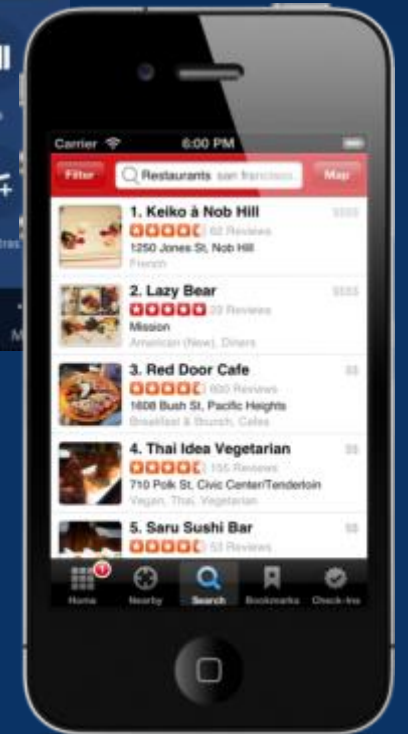 Carrier 6:00 PM
Filter Restaurants san francisco Map
1. Keiko à Nob Hill $$$$
62 Reviews
1250 Jones St, Nob Hill
French
2. Lazy Bear $$$$
22 Reviews
Mission
American (New), Diners
3. Red Door Cafe $$
600 Reviews
1608 Bush St, Pacific Heights
Breakfast & Brunch, Cafes
4. Thai Idea Vegetarian $$
155 Reviews
710 Polk St, Civic Center/Tenderloin
Vegan, Thai, Vegetarian
5. Saru Sushi Bar $$
53 Reviews
1
Home Nearby Search Bookmarks Check-Ins